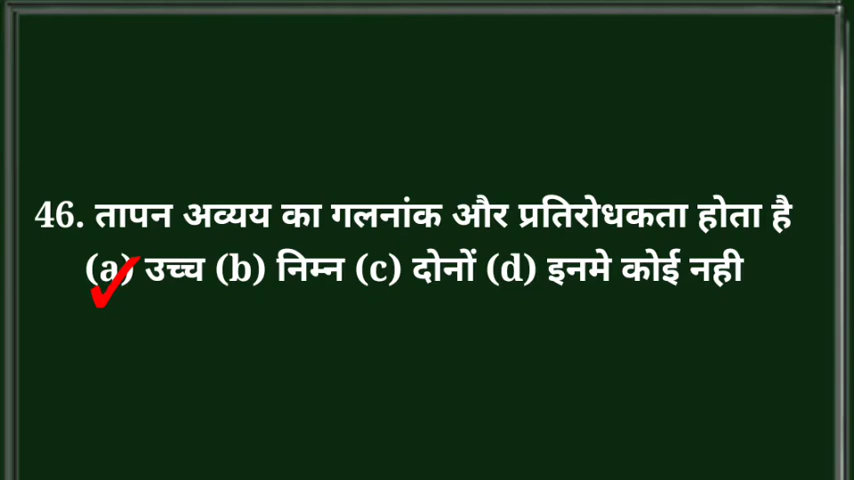 46. तापन अव्यय का गलनांक और प्रतिरोधकता होता है
(a) उच्च (b) निम्न (c) दोनों (d) इनमे कोई नही